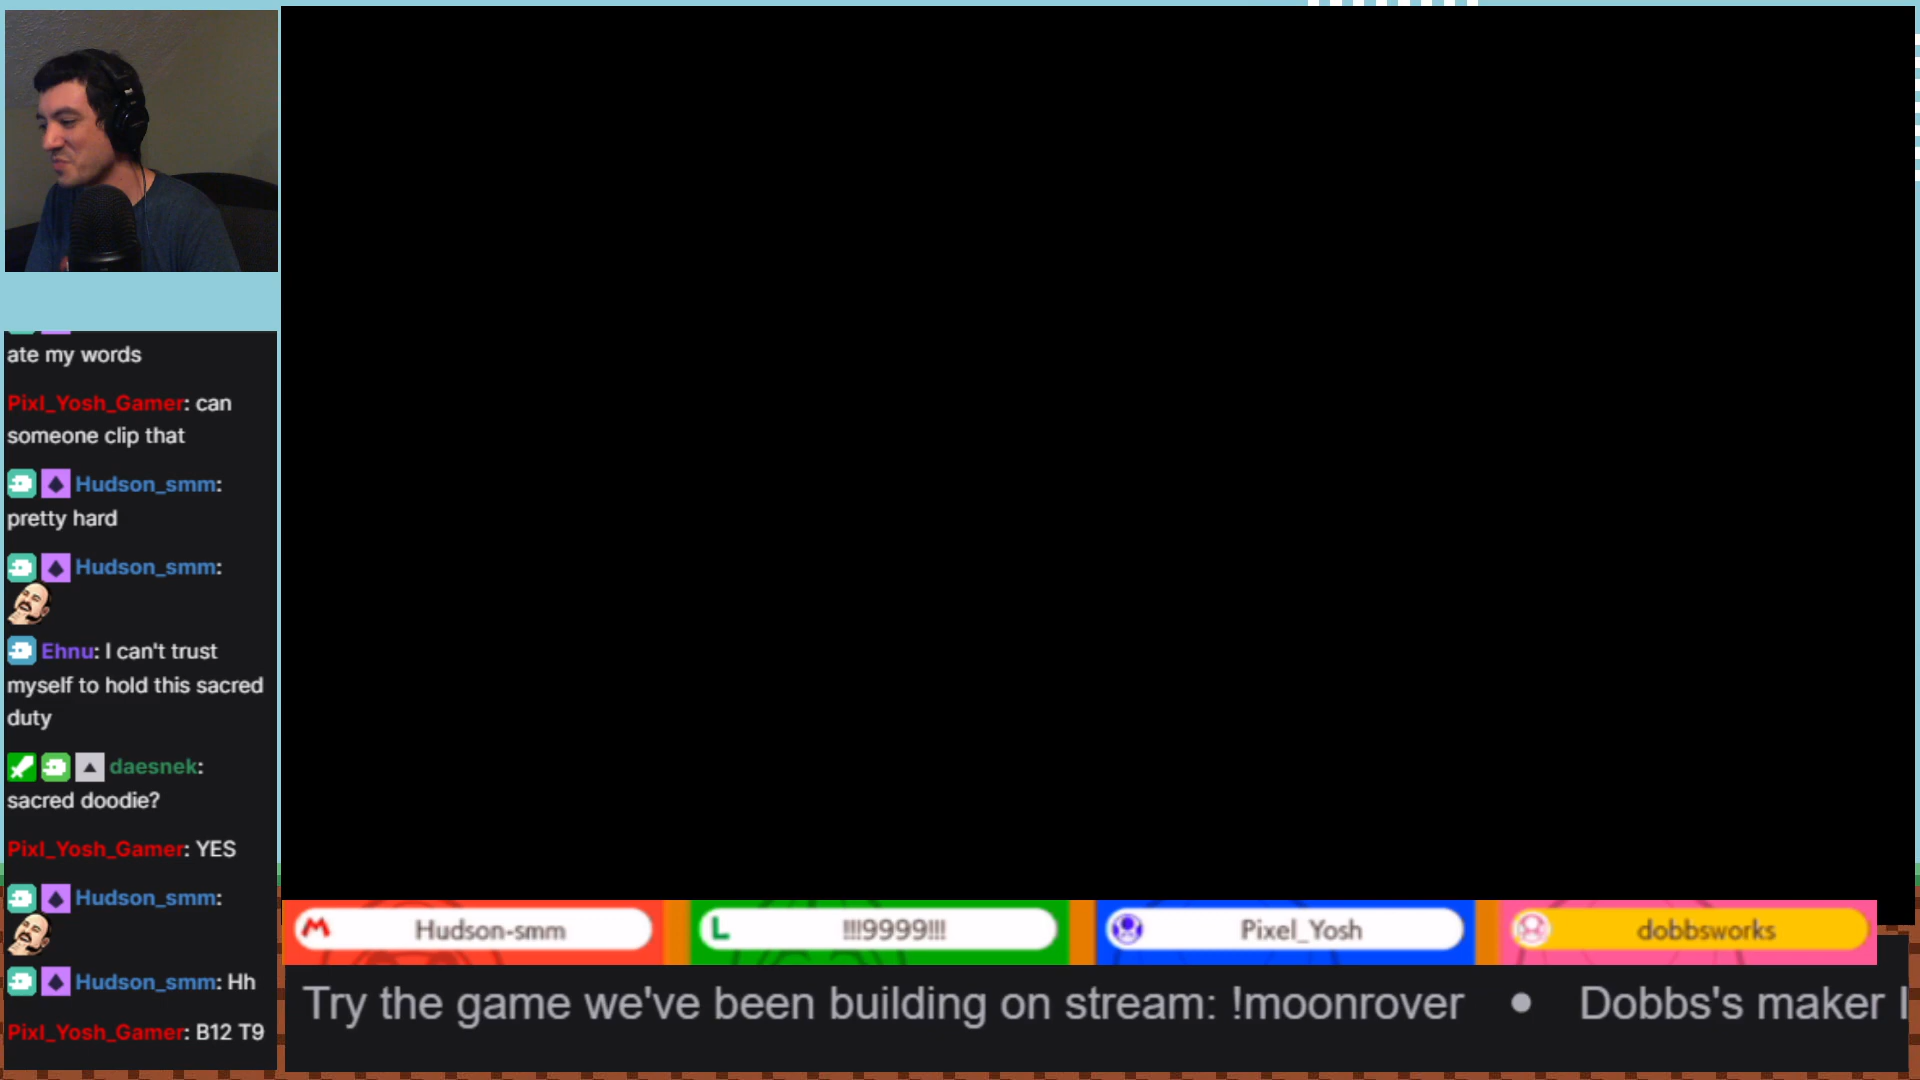 ate my words
Pixl_Yosh_Gamer: can
someone clip that
Hudson_smm:
pretty hard
Hudson_smm:
Ehnu: I can't trust
myself to hold this sacred
duty
daesnek:
sacred doodie?
Pixl_Yosh_Gamer: YES
Hudson_smm:
Hudson_smm: Hh
Pixl_Yosh_Gamer: B12 T9
M Hudson-smm
L !!!9999!!!
Pixel_Yosh
dobbsworks
Try the game we've been building on stream: !moonrover • Dobbs's maker